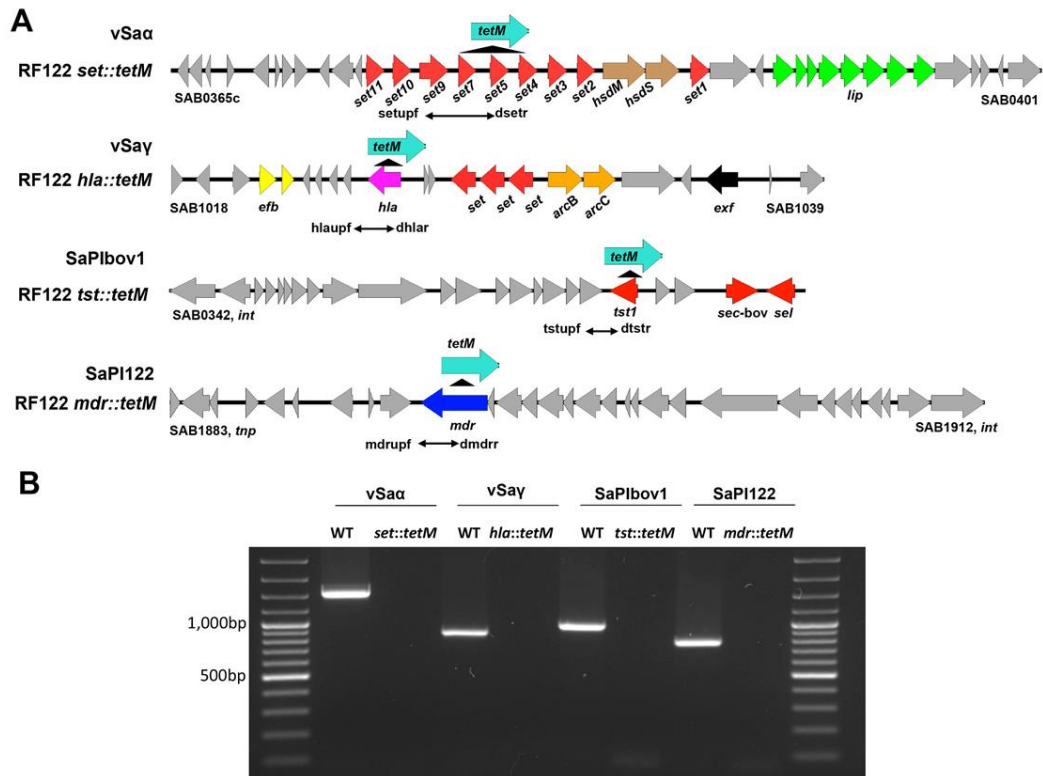 A
vSaα
tetM
RF122 set::tetM
SAB0365c
set11
set10
set9
set7
set5
set4
set3
set2
hsdM
hsdS
set1
lip
SAB0401
setupf
dsetr
vSaγ
tetM
RF122 hla::tetM
SAB1018
efb
hla
set
set
set
arcB
arcC
exf
SAB1039
hlaupf
dhlar
SaPIbov1
tetM
RF122 tst::tetM
SAB0342, int
tst1
sec-bov
sel
tstupf
dtstr
SaPI122
tetM
RF122 mdr::tetM
SAB1883, tnp
mdr
SAB1912, int
mdrupf
dmdrr
B
vSaα vSaγ SaPIbov1 SaPI122
WT set::tetM WT hla::tetM WT tst::tetM WT mdr::tetM
1,000bp
500bp